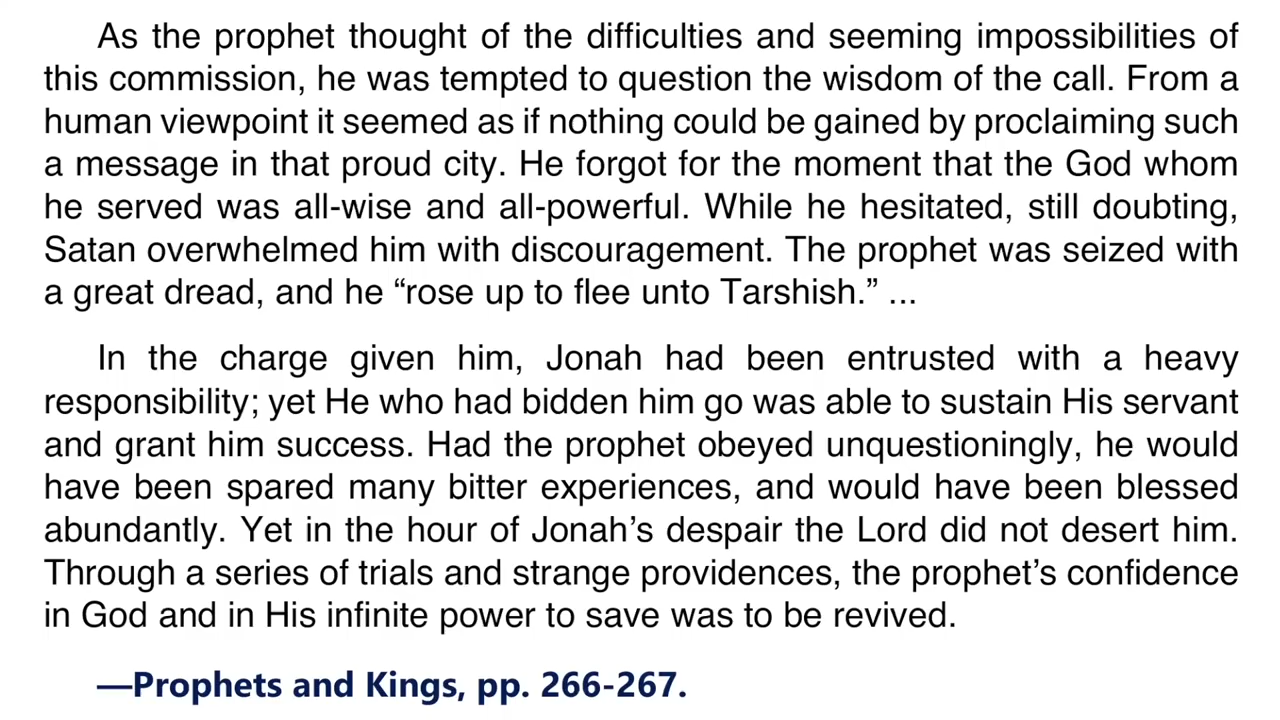 As the prophet thought of the difficulties and seeming impossibilities of
this commission, he was tempted to question the wisdom of the call. From a
human viewpoint it seemed as if nothing could be gained by proclaiming such
a message in that proud city. He forgot for the moment that the God whom
he served was all-wise and all-powerful. While he hesitated, still doubting,
Satan overwhelmed him with discouragement. The prophet was seized with
a great dread, and he “rose up to flee unto Tarshish.” ...
In the charge given him, Jonah had been entrusted with a heavy
responsibility; yet He who had bidden him go was able to sustain His servant
and grant him success. Had the prophet obeyed unquestioningly, he would
have been spared many bitter experiences, and would have been blessed
abundantly. Yet in the hour of Jonah’s despair the Lord did not desert him.
Through a series of trials and strange providences, the prophet’s confidence
in God and in His infinite power to save was to be revived.
—Prophets and Kings, pp. 266-267.